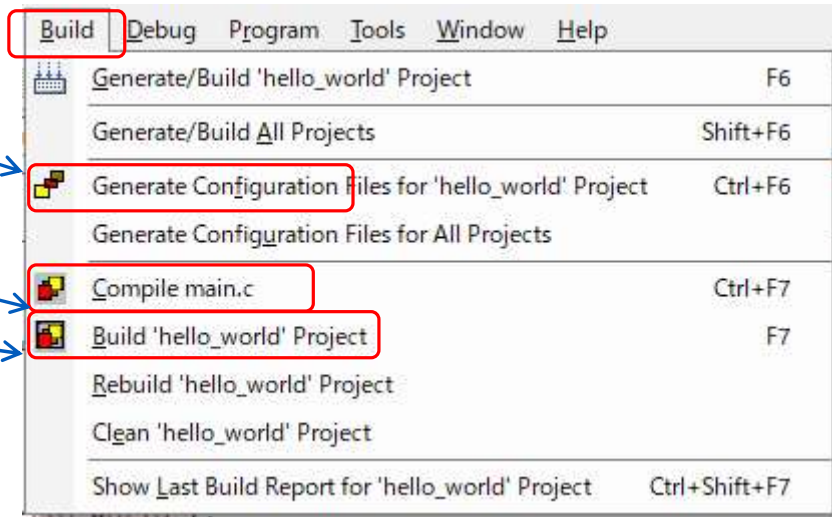 Build Debug Program Tools Window Help
Generate/Build 'hello_world' Project F6
Generate/Build All Projects Shift+F6
Generate Configuration Files for 'hello_world' Project Ctrl+F6
Generate Configuration Files for All Projects
Compile main.c Ctrl+F7
Build 'hello_world' Project F7
Rebuild 'hello_world' Project
Clean 'hello_world' Project
Show Last Build Report for 'hello_world' Project Ctrl+Shift+F7